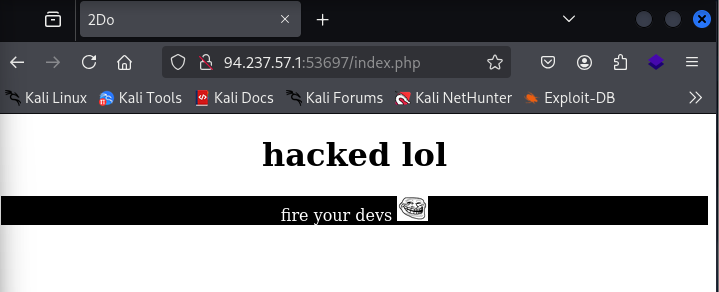 2Do
94.237.57.1:53697/index.php
Kali Linux Kali Tools Kali Docs Kali Forums Kali NetHunter Exploit-DB
hacked lol
fire your devs